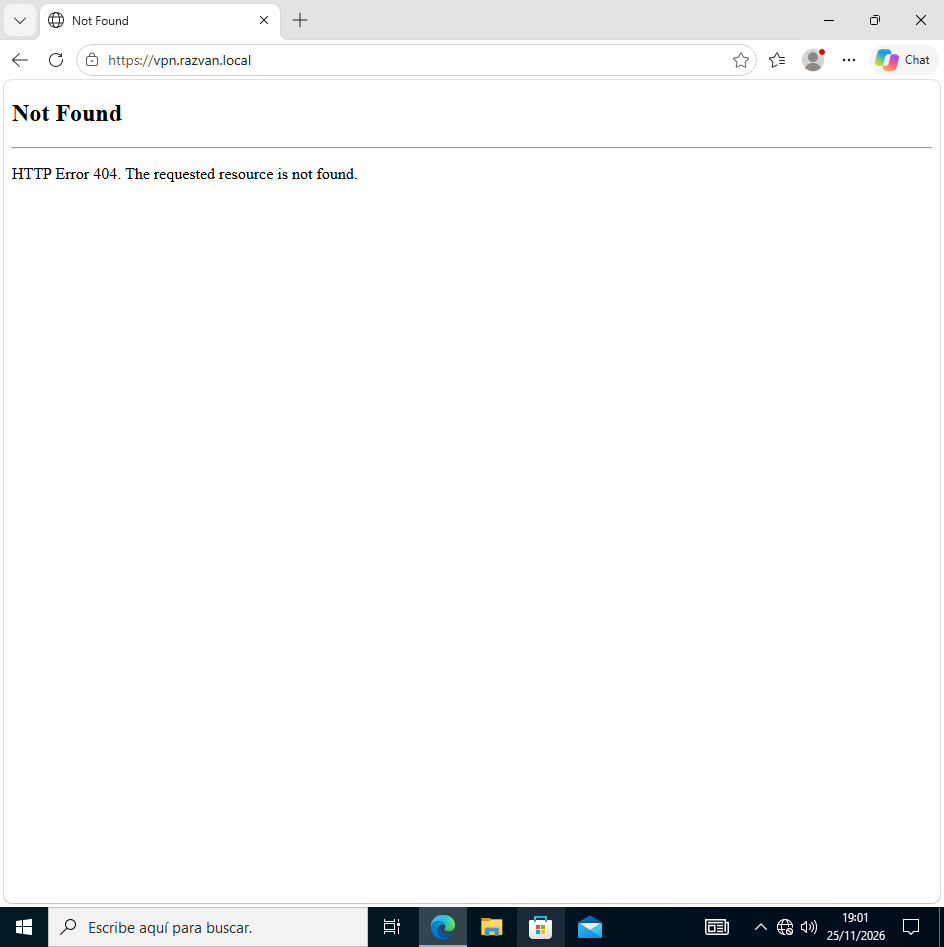 Not Found
https://vpn.razvan.local
Chat
Not Found
HTTP Error 404. The requested resource is not found.
Escribe aquí para buscar.
19:01
25/11/2026